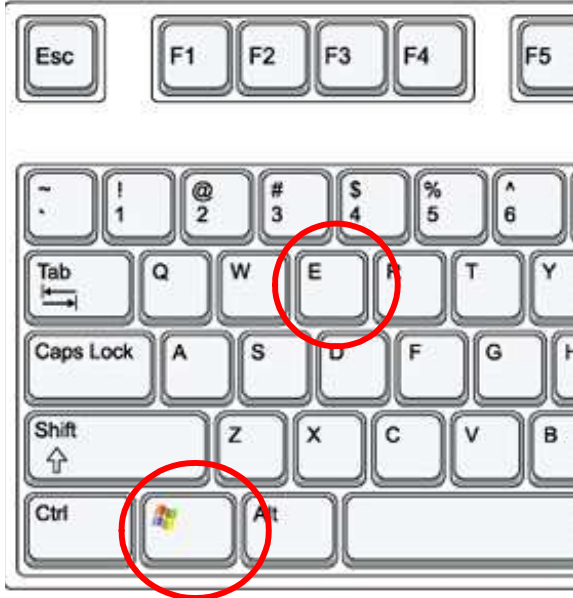 Esc F1 F2 F3 F4 F5
~ ! @ # $ % ^
` 1 2 3 4 5 6
Tab Q W E R T Y
Caps Lock A S D F G H
Shift Z X C V B
Ctrl Alt